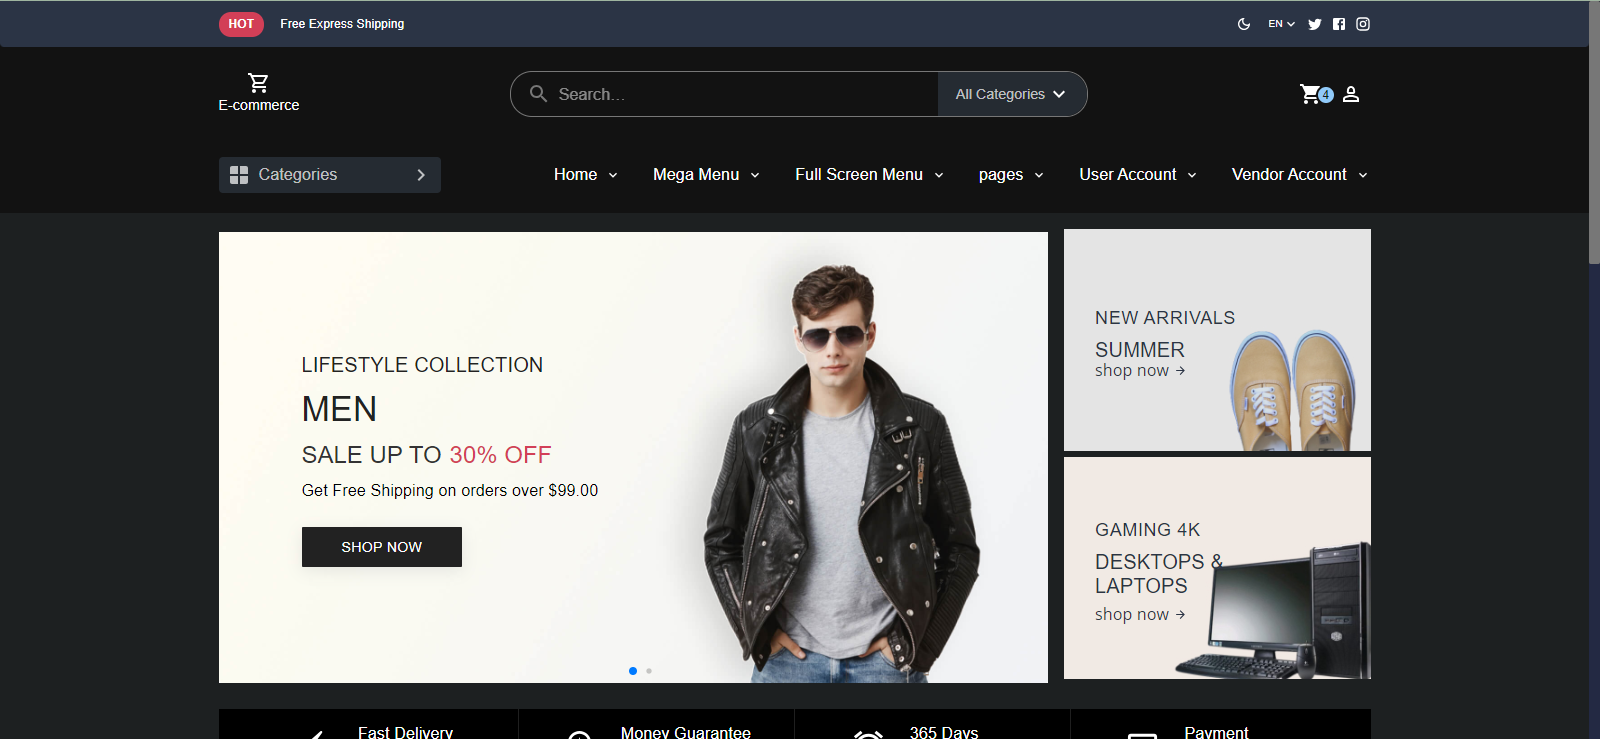 HOT Free Express Shipping EN
E-commerce
Search...
All Categories
4
Categories
Home Mega Menu Full Screen Menu pages User Account Vendor Account
LIFESTYLE COLLECTION
MEN
SALE UP TO 30% OFF
Get Free Shipping on orders over $99.00
SHOP NOW
NEW ARRIVALS
SUMMER
shop now
GAMING 4K
DESKTOPS &
LAPTOPS
shop now
Fast Delivery Money Guarantee 365 Days Payment